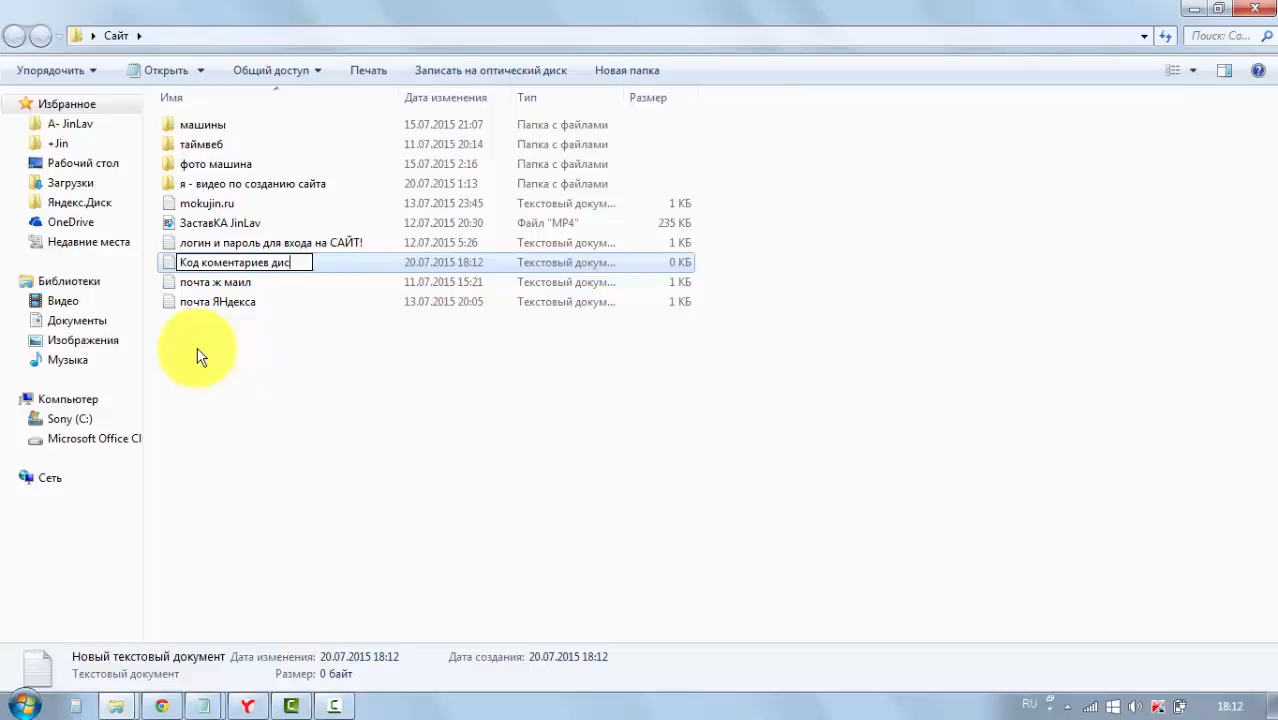 Сайт
Поиск: Са...
Упорядочить
Открыть
Общий доступ
Печать
Записать на оптический диск
Новая папка
Имя
Дата изменения
Тип
Размер
Избранное
A- JinLav
+Jin
Рабочий стол
Загрузки
Яндекс.Диск
OneDrive
Недавние места
Библиотеки
Видео
Документы
Изображения
Музыка
Компьютер
Sony (C:)
Microsoft Office Cl
Сеть
машины 15.07.2015 21:07 Папка с файлами
таймвеб 11.07.2015 20:14 Папка с файлами
фото машина 15.07.2015 2:16 Папка с файлами
я - видео по созданию сайта 20.07.2015 1:13 Папка с файлами
mokujin.ru 13.07.2015 23:45 Текстовый докум... 1 КБ
ЗаставКА JinLav 12.07.2015 20:30 Файл "MP4" 235 КБ
логин и пароль для входа на САЙТ! 12.07.2015 5:26 Текстовый докум... 1 КБ
Код коментариев дис 20.07.2015 18:12 Текстовый докум... 0 КБ
почта ж маил 11.07.2015 15:21 Текстовый докум... 1 КБ
почта ЯНдекса 13.07.2015 20:05 Текстовый докум... 1 КБ
Новый текстовый документ Дата изменения: 20.07.2015 18:12 Дата создания: 20.07.2015 18:12
Текстовый документ Размер: 0 байт
RU
18:12